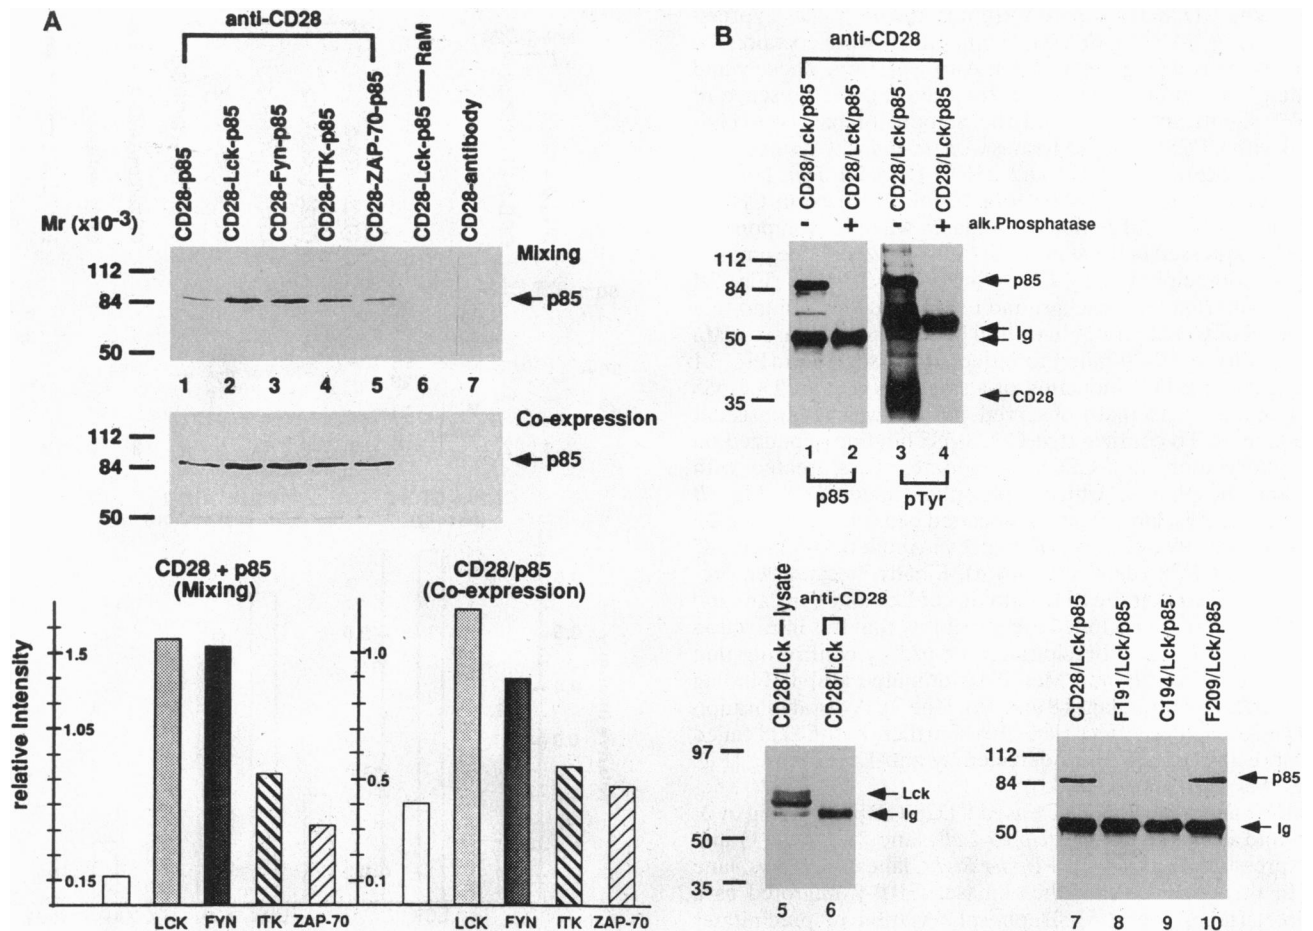 A
anti-CD28
CD28-p85
CD28-Lck-p85
CD28-Fyn-p85
CD28-ITK-p85
CD28-ZAP-70-p85
CD28-Lck-p85 — RaM
CD28-antibody
Mr (x10-3)
Mixing
112
84
50
p85
1 2 3 4 5 6 7
Co-expression
112
84
50
p85
CD28 + p85
(Mixing)
CD28/p85
(Co-expression)
relative intensity
1.5
1.05
0.15
1.0
0.5
0.1
LCK FYN ITK ZAP-70
LCK FYN ITK ZAP-70
B
anti-CD28
- CD28/Lck/p85
+ CD28/Lck/p85
- CD28/Lck/p85
+ CD28/Lck/p85
alk.Phosphatase
112
84
50
35
p85
Ig
CD28
1 2 3 4
p85 pTyr
anti-CD28
CD28/Lck — lysate
CD28/Lck
97
50
35
Lck
Ig
5 6
CD28/Lck/p85
F191/Lck/p85
C194/Lck/p85
F209/Lck/p85
112
84
50
p85
Ig
7 8 9 10